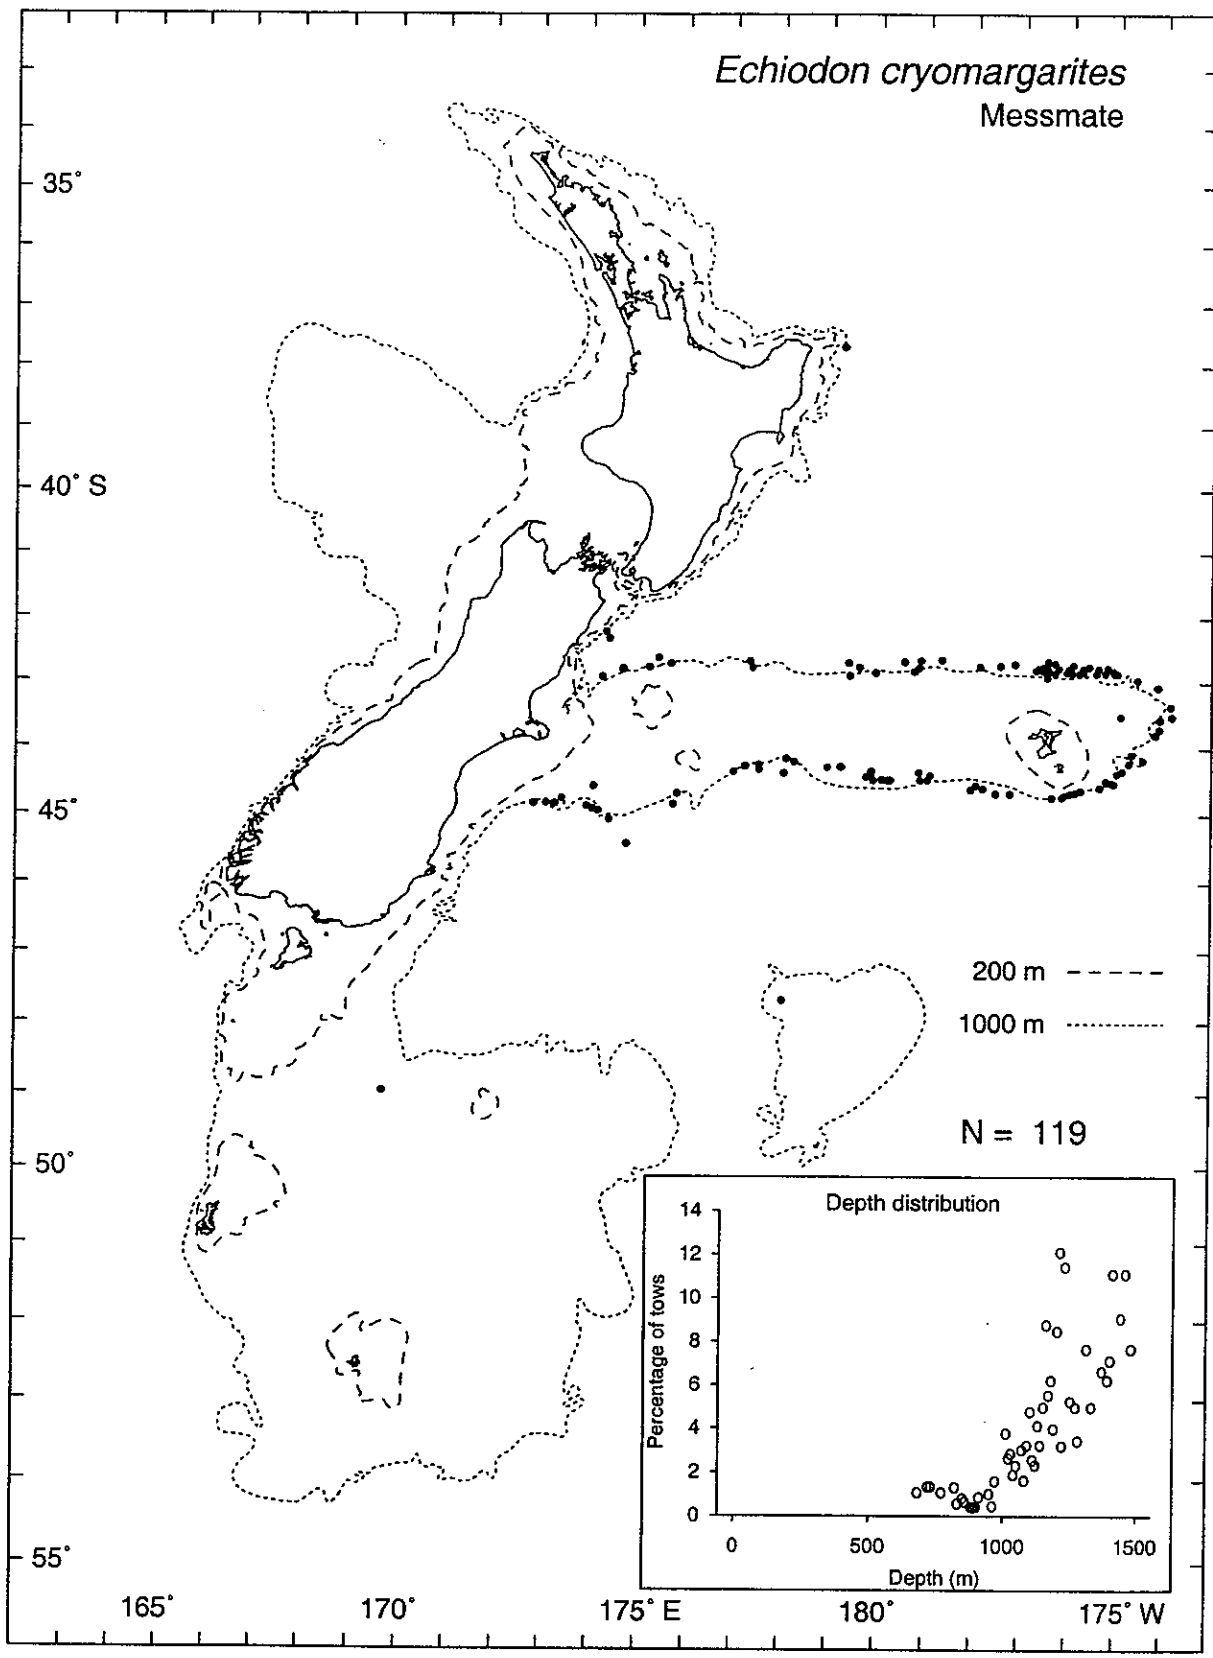 Echiodon cryomargarites
Messmate
35°
40° S
45°
200 m
1000 m
N = 119
50°
Depth distribution
14
12
10
8
6
4
2
0
Percentage of tows
0 500 1000 1500
Depth (m)
55°
165° 170° 175° E 180° 175° W